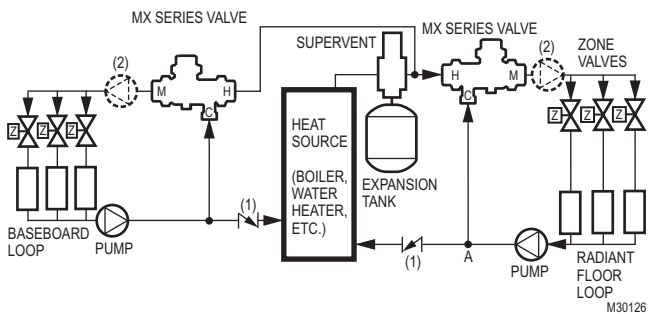 MX SERIES VALVE
MX SERIES VALVE
SUPERVENT
(2)
(2)
ZONE
VALVES
M
H
C
H
M
C
Z
Z
Z
Z
Z
Z
HEAT
SOURCE
(BOILER,
WATER
HEATER,
ETC.)
EXPANSION
TANK
BASEBOARD
LOOP
PUMP
(1)
(1)
A
PUMP
RADIANT
FLOOR
LOOP
M30126